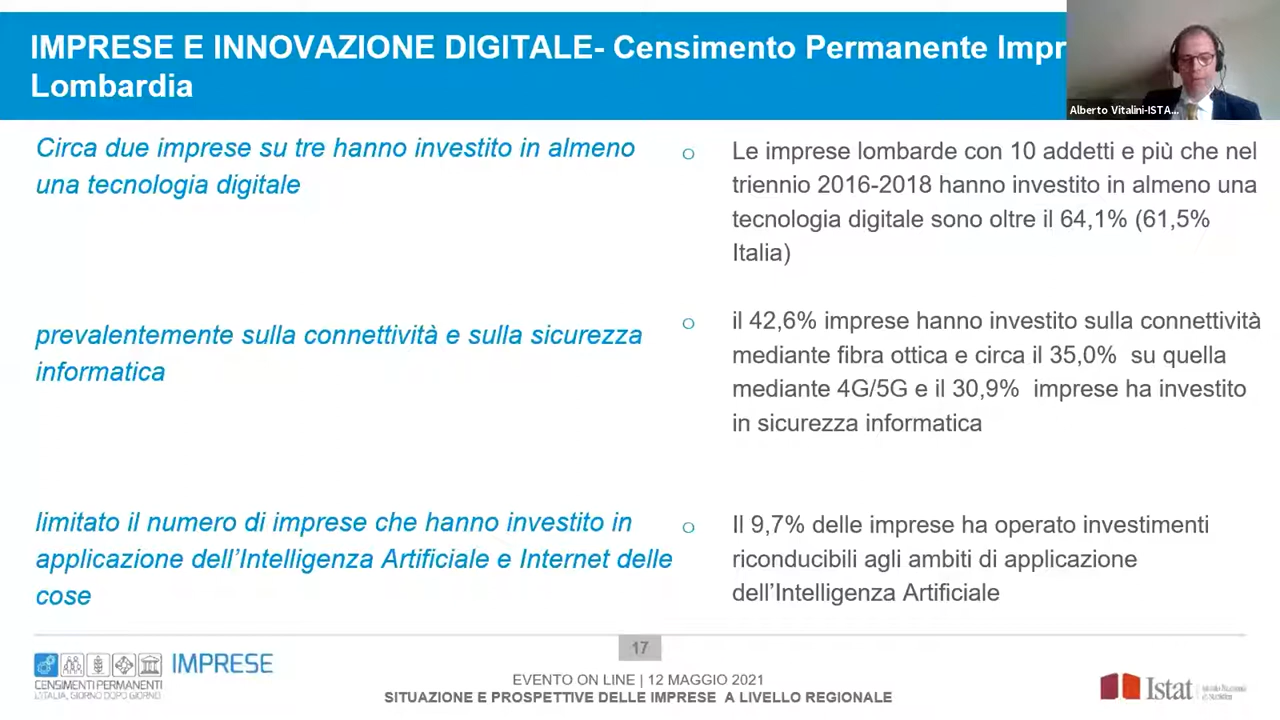 IMPRESE E INNOVAZIONE DIGITALE- Censimento Permanente Impr
Lombardia
Alberto Vitalini-ISTA...
Circa due imprese su tre hanno investito in almeno
una tecnologia digitale
o Le imprese lombarde con 10 addetti e più che nel
triennio 2016-2018 hanno investito in almeno una
tecnologia digitale sono oltre il 64,1% (61,5%
Italia)
prevalentemente sulla connettività e sulla sicurezza
informatica
o il 42,6% imprese hanno investito sulla connettività
mediante fibra ottica e circa il 35,0% su quella
mediante 4G/5G e il 30,9% imprese ha investito
in sicurezza informatica
limitato il numero di imprese che hanno investito in
applicazione dell’Intelligenza Artificiale e Internet delle
cose
o Il 9,7% delle imprese ha operato investimenti
riconducibili agli ambiti di applicazione
dell’Intelligenza Artificiale
17
IMPRESE
CENSIMENTI PERMANENTI
L'ITALIA, GIORNO DOPO GIORNO
EVENTO ON LINE | 12 MAGGIO 2021
SITUAZIONE E PROSPETTIVE DELLE IMPRESE A LIVELLO REGIONALE
Istat